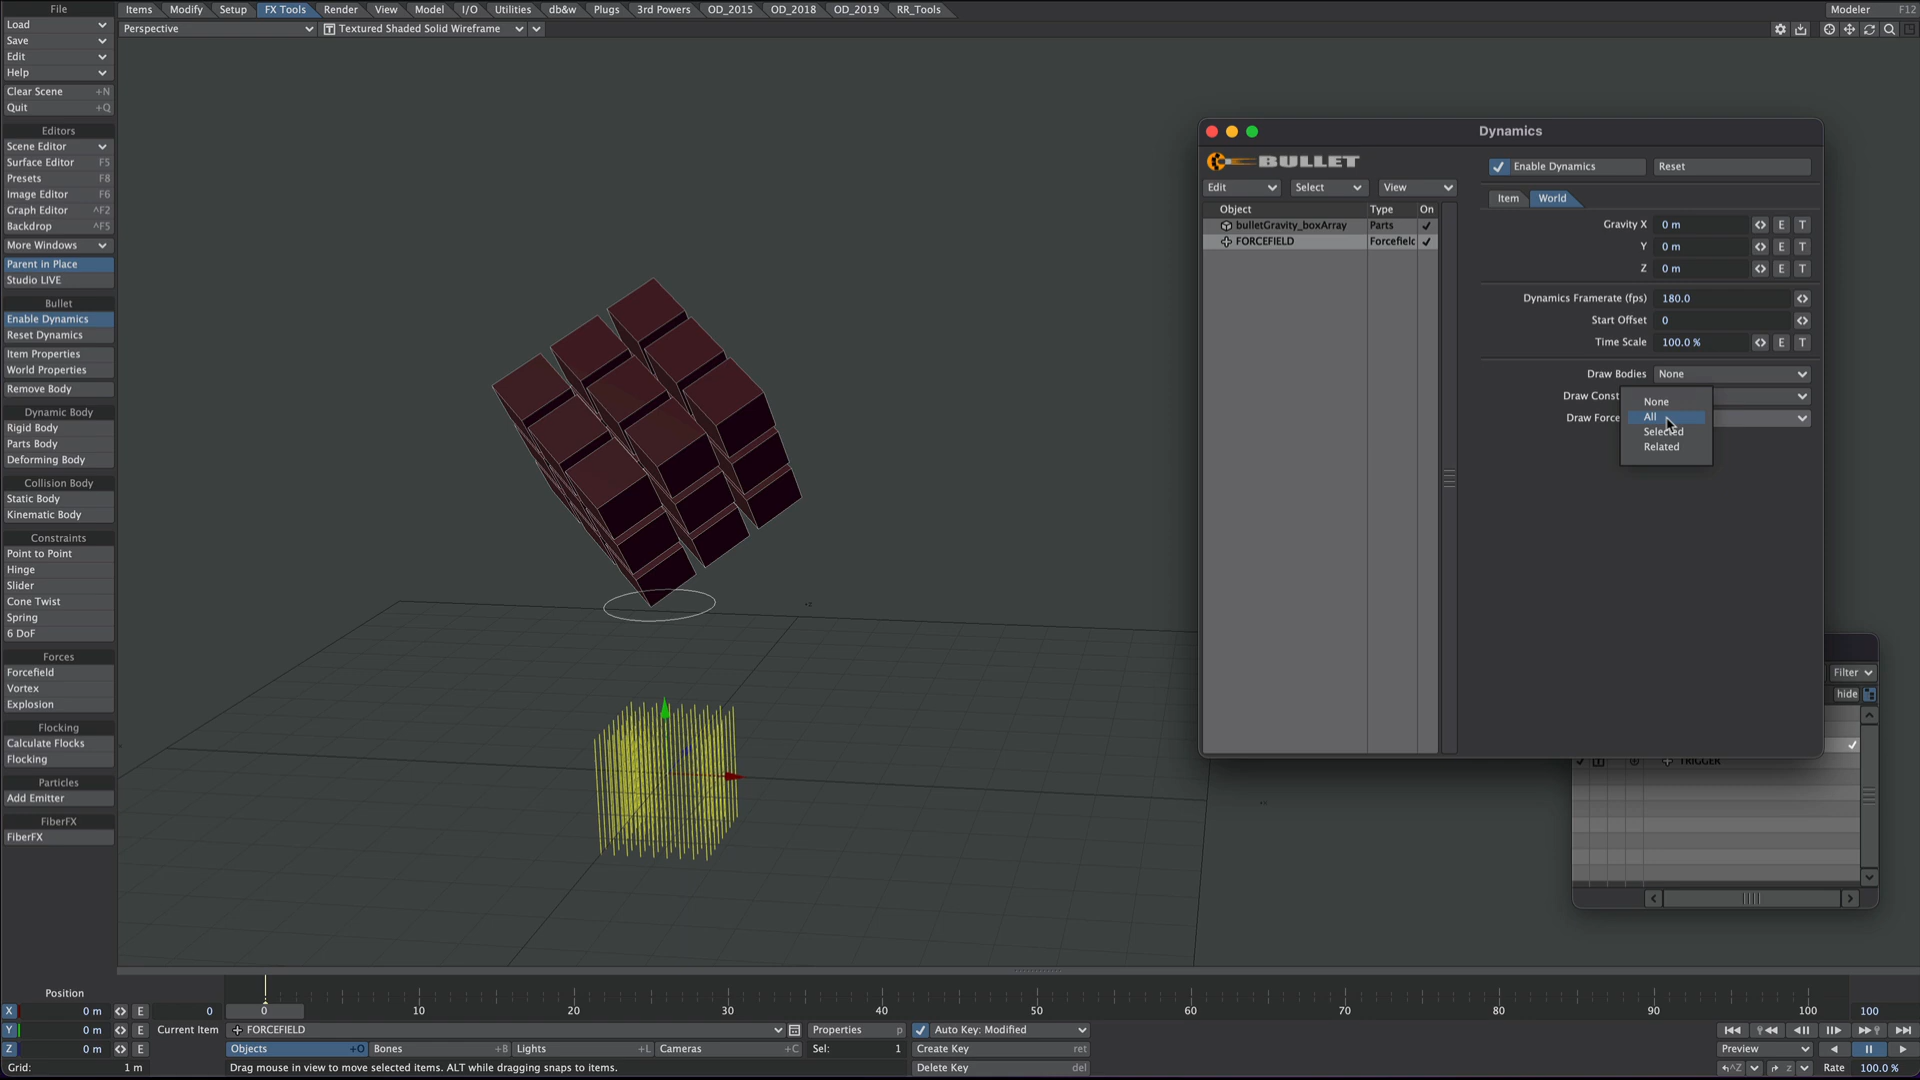 File Items Modify Setup FX Tools Render View Model I/O Utilities db&w Plugs 3rd Powers OD_2015 OD_2018 OD_2019 RR_Tools Modeler F12
Load
Perspective Textured Shaded Solid Wireframe
Save
Edit
Help
Clear Scene +N
Quit +Q
Editors
Scene Editor
Surface Editor F5
Presets F8
Image Editor F6
Graph Editor ^F2
Backdrop ^F5
More Windows
Parent in Place
Studio LIVE
Bullet
Enable Dynamics
Reset Dynamics
Item Properties
World Properties
Remove Body
Dynamic Body
Rigid Body
Parts Body
Deforming Body
Collision Body
Static Body
Kinematic Body
Constraints
Point to Point
Hinge
Slider
Cone Twist
Spring
6 DoF
Forces
Forcefield
Vortex
Explosion
Flocking
Calculate Flocks
Flocking
Particles
Add Emitter
FiberFX
FiberFX
Dynamics
BULLET
Enable Dynamics Reset
Edit Select View
Item World
Object Type On
bulletGravity_boxArray Parts
FORCEFIELD Forcefielc
Gravity X 0 m E T
Y 0 m E T
Z 0 m E T
Dynamics Framerate (fps) 180.0
Start Offset 0
Time Scale 100.0 % E T
Draw Bodies None
Draw Const
Draw Force
None
All
Selected
Related
Filter
hide
TRIGGER
Position
0 10 20 30 40 50 60 70 80 90 100
X 0 m E 0 100
Y 0 m E Current Item FORCEFIELD Properties p Auto Key: Modified
Z 0 m E Objects +O Bones +B Lights +L Cameras +C Sel: 1 Create Key ret Preview
Grid: 1 m Drag mouse in view to move selected items. ALT while dragging snaps to items. Delete Key del ^Z z Rate 100.0 %